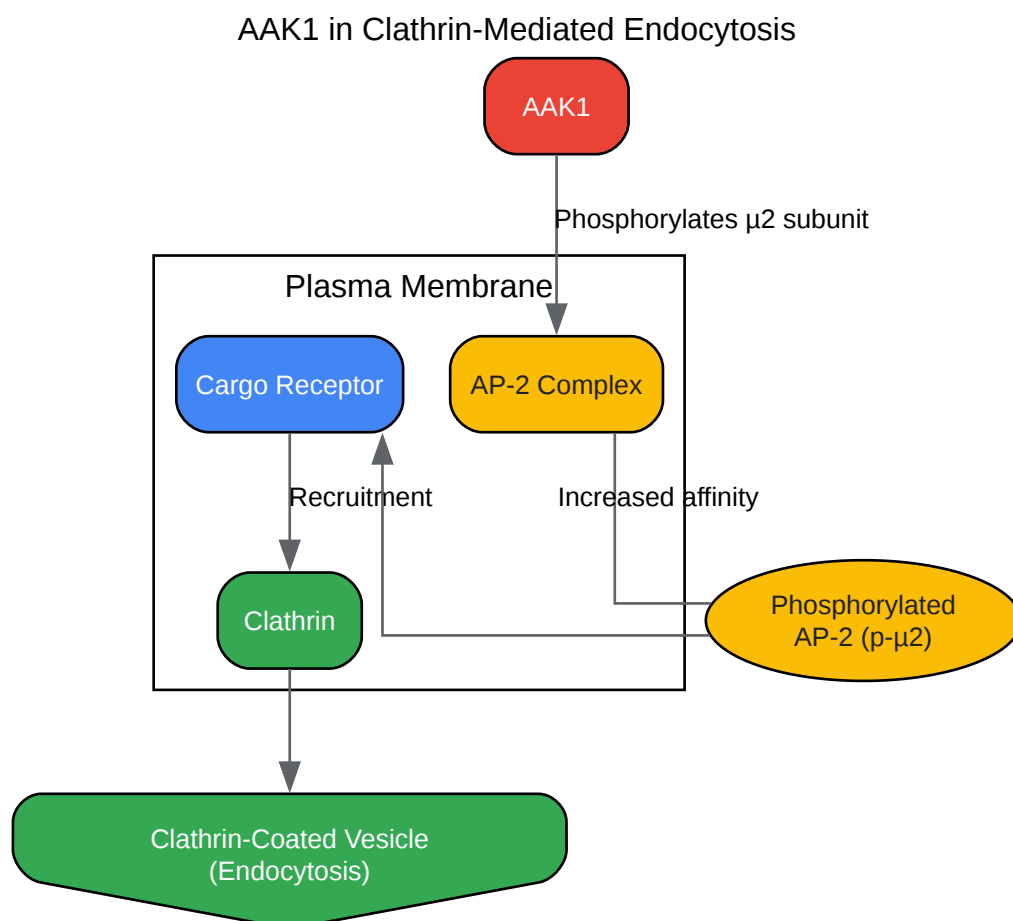 AAK1 in Clathrin-Mediated Endocytosis
AAK1
Phosphorylates µ2 subunit
Plasma Membrane
Cargo Receptor
AP-2 Complex
Recruitment
Increased affinity
Clathrin
Phosphorylated
AP-2 (p-µ2)
Clathrin-Coated Vesicle
(Endocytosis)